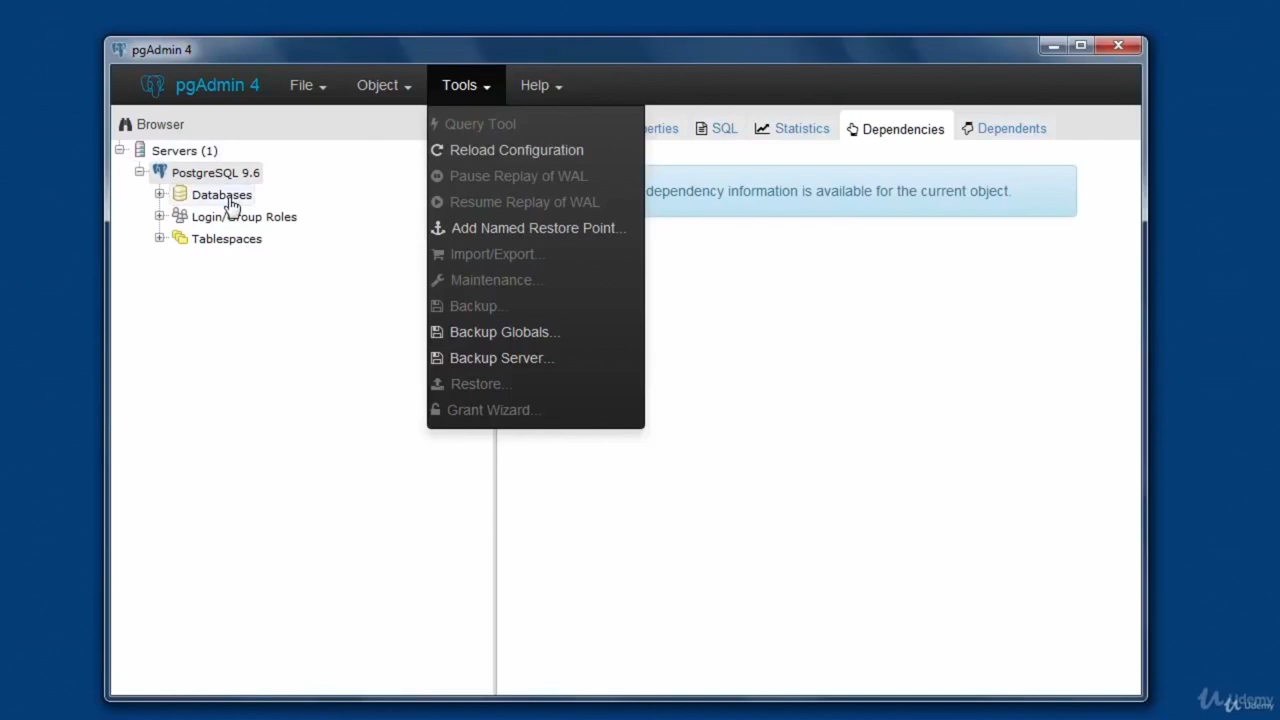 pgAdmin 4
pgAdmin 4 File Object Tools Help
Browser
Servers (1)
PostgreSQL 9.6
Databases
Login/Group Roles
Tablespaces
Query Tool
Reload Configuration
Pause Replay of WAL
Resume Replay of WAL
Add Named Restore Point...
Import/Export...
Maintenance...
Backup...
Backup Globals...
Backup Server...
Restore...
Grant Wizard...
erties SQL Statistics Dependencies Dependents
dependency information is available for the current object.
Udemy